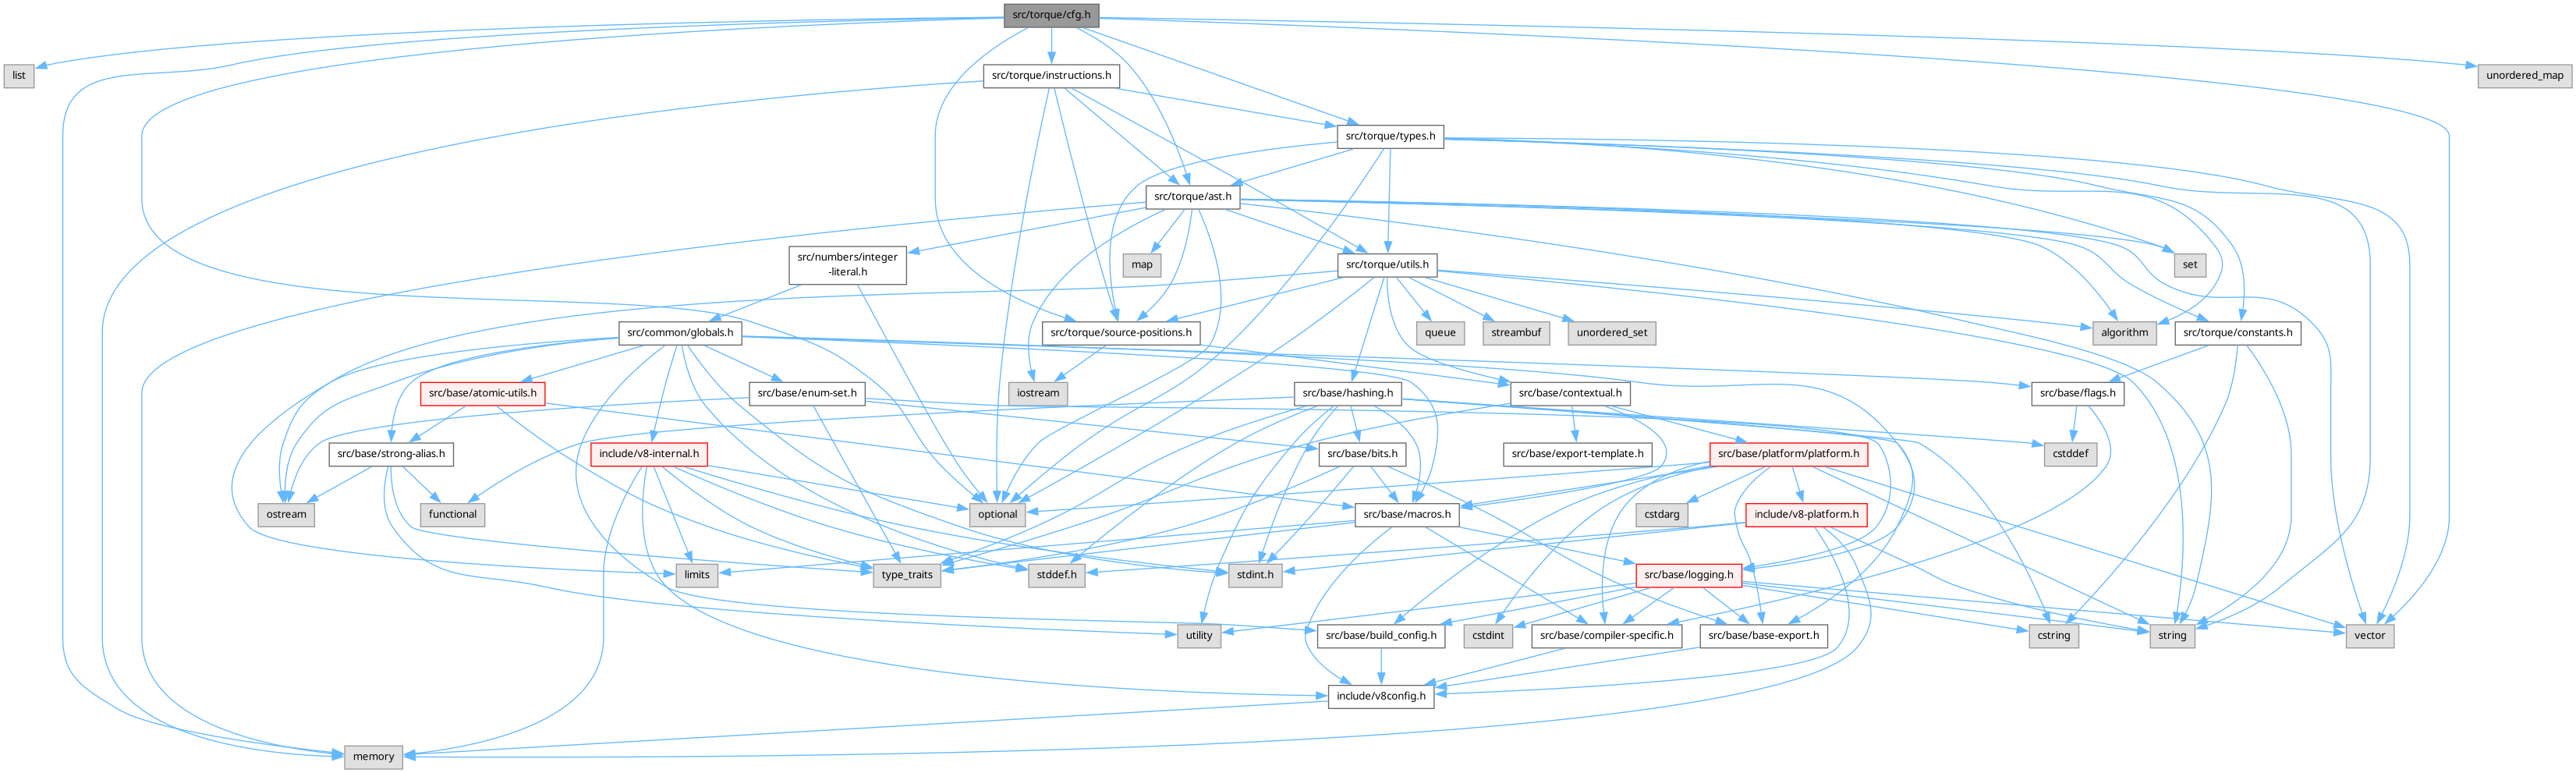 src/torque/cfg.h
list
src/torque/instructions.h
unordered_map
src/torque/types.h
src/torque/ast.h
src/numbers/integer
-literal.h
map
src/torque/utils.h
set
src/common/globals.h
src/torque/source-positions.h
queue
streambuf
unordered_set
algorithm
src/torque/constants.h
src/base/atomic-utils.h
src/base/enum-set.h
iostream
src/base/hashing.h
src/base/contextual.h
src/base/flags.h
src/base/strong-alias.h
include/v8-internal.h
src/base/bits.h
src/base/export-template.h
src/base/platform/platform.h
cstddef
ostream
functional
optional
src/base/macros.h
cstdarg
include/v8-platform.h
limits
type_traits
stddef.h
stdint.h
src/base/logging.h
utility
src/base/build_config.h
cstdint
src/base/compiler-specific.h
src/base/base-export.h
cstring
string
vector
include/v8config.h
memory